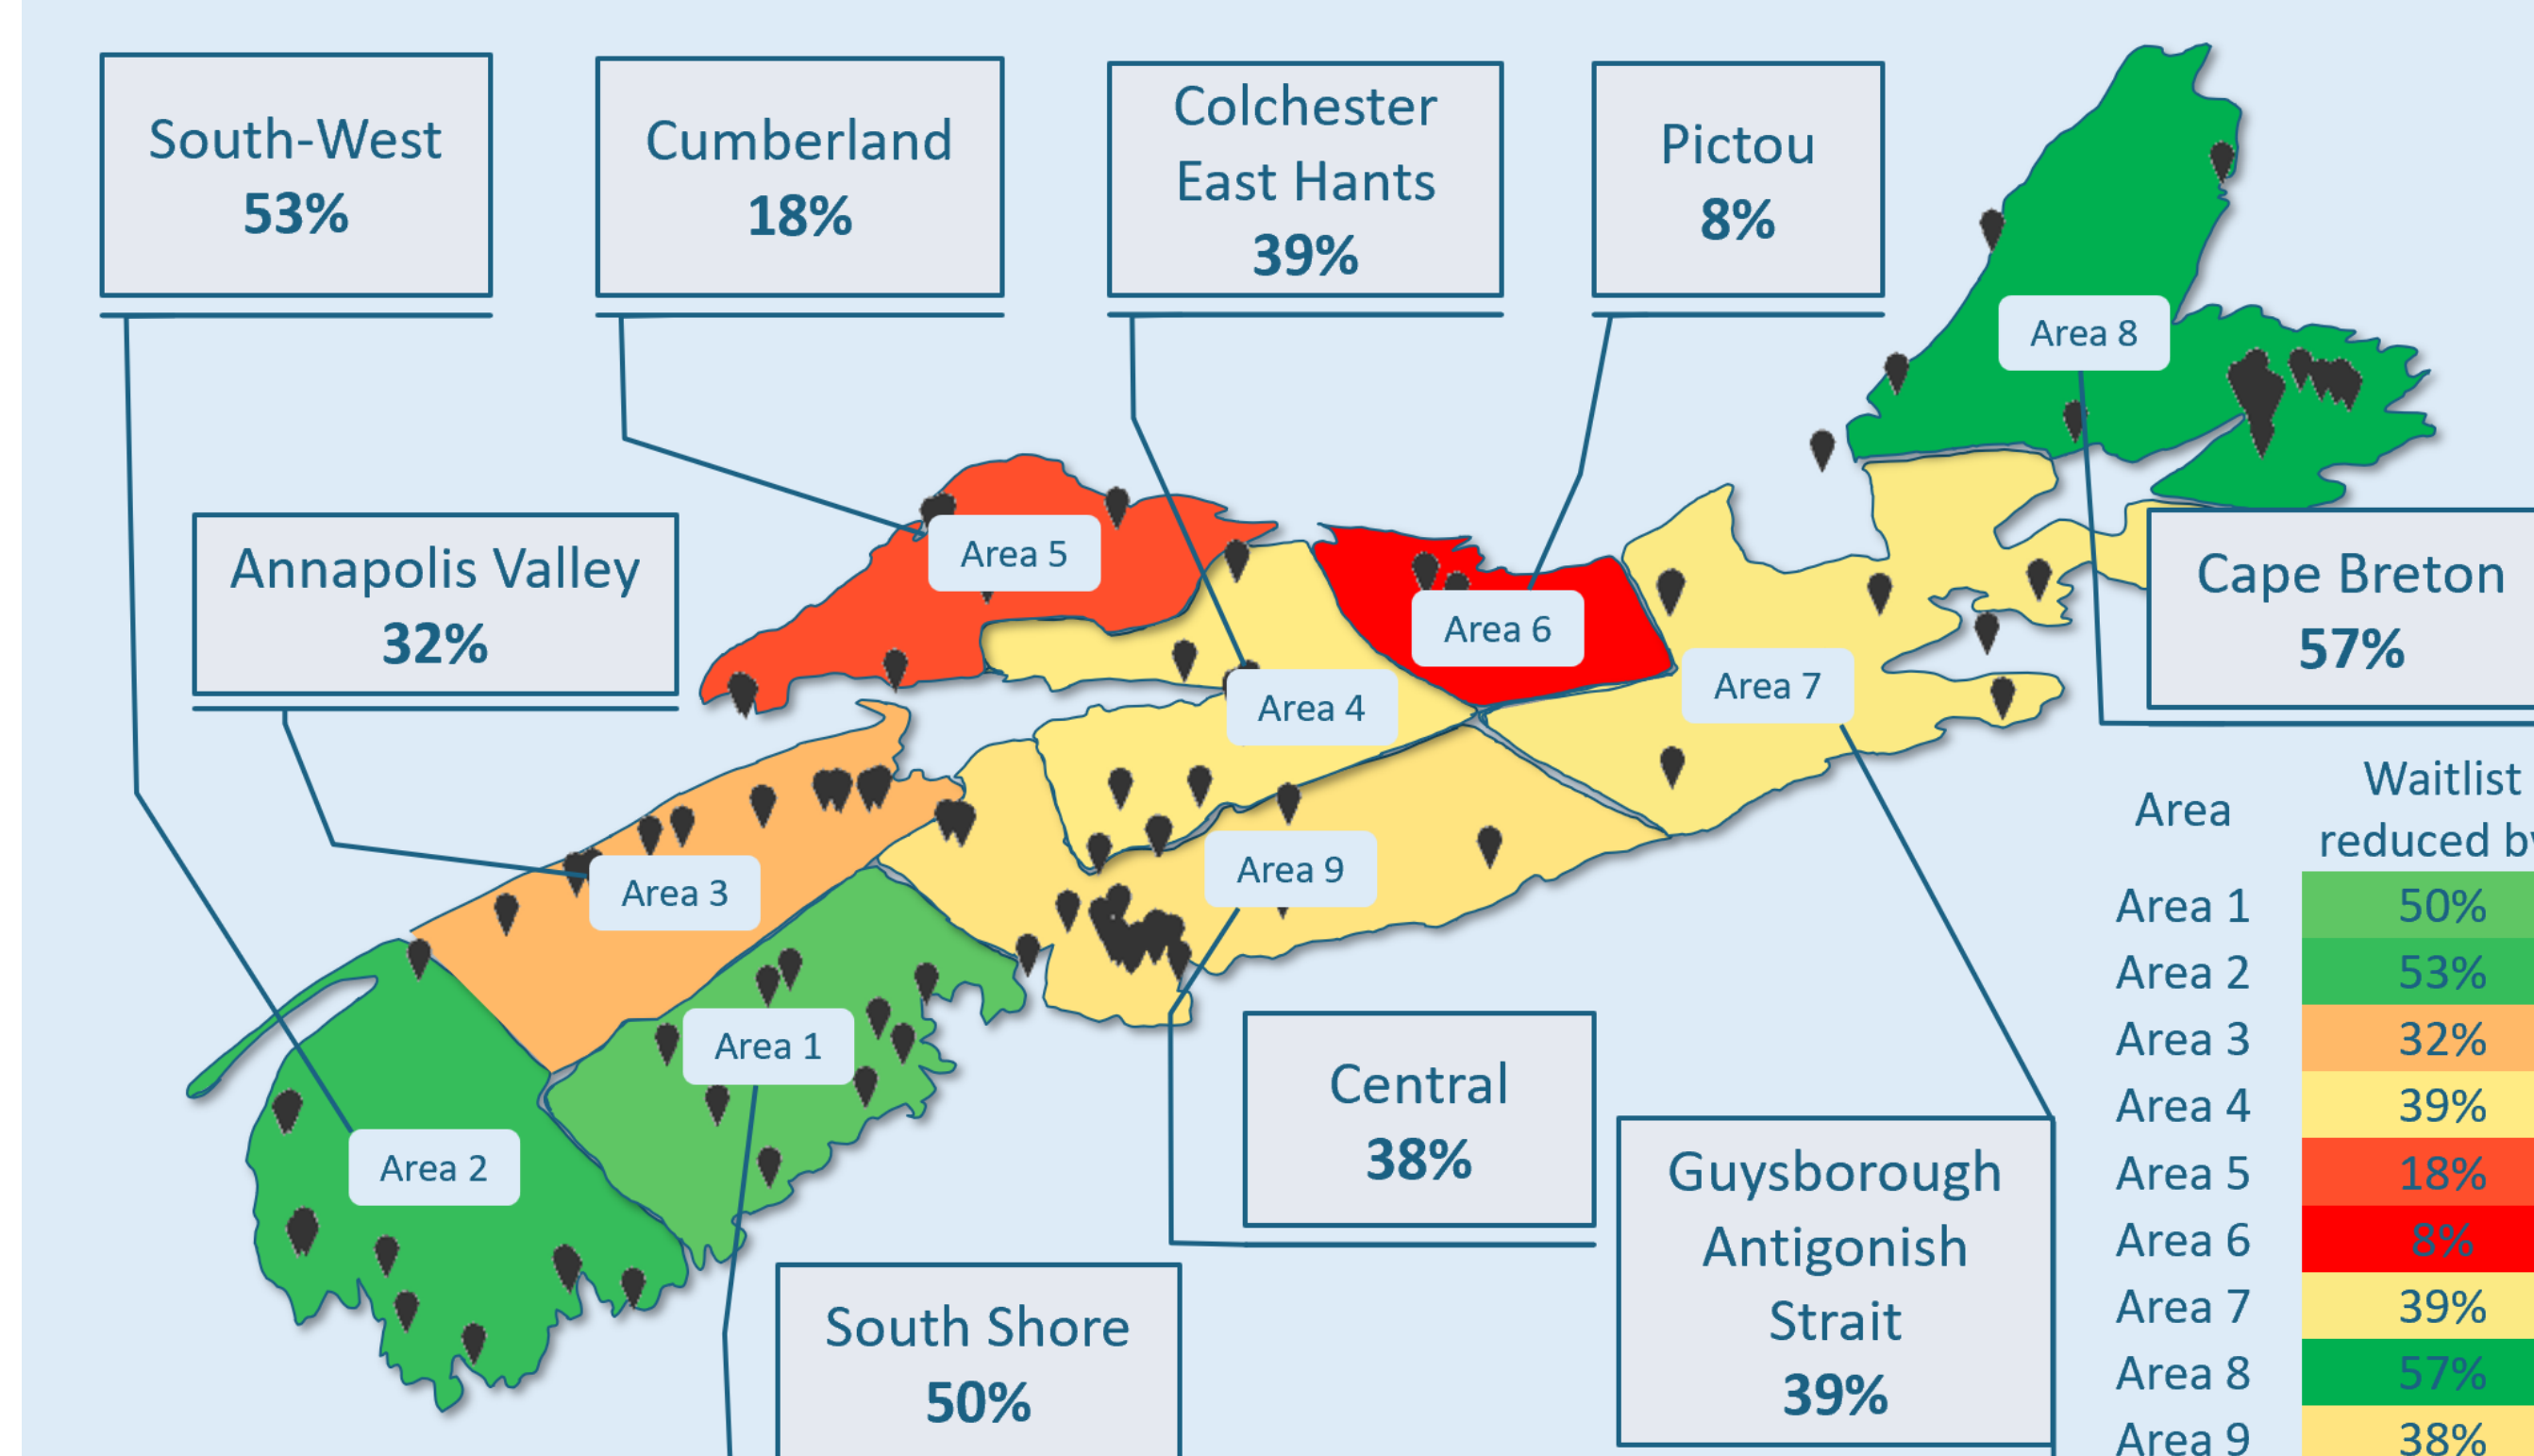 South-West
53%
Cumberland
18%
Colchester
East Hants
39%
Pictou
8%
Area 8
Annapolis Valley
32%
Area 5
Area 6
Cape Breton
57%
Area 7
Area 4
Area 9
Area 3
Area 1
Area 2
Central
38%
Guysborough
Antigonish
Strait
39%
South Shore
50%
Area
Waitlist
reduced by
Area 1 50%
Area 2 53%
Area 3 32%
Area 4 39%
Area 5 18%
Area 6 8%
Area 7 39%
Area 8 57%
Area 9 38%